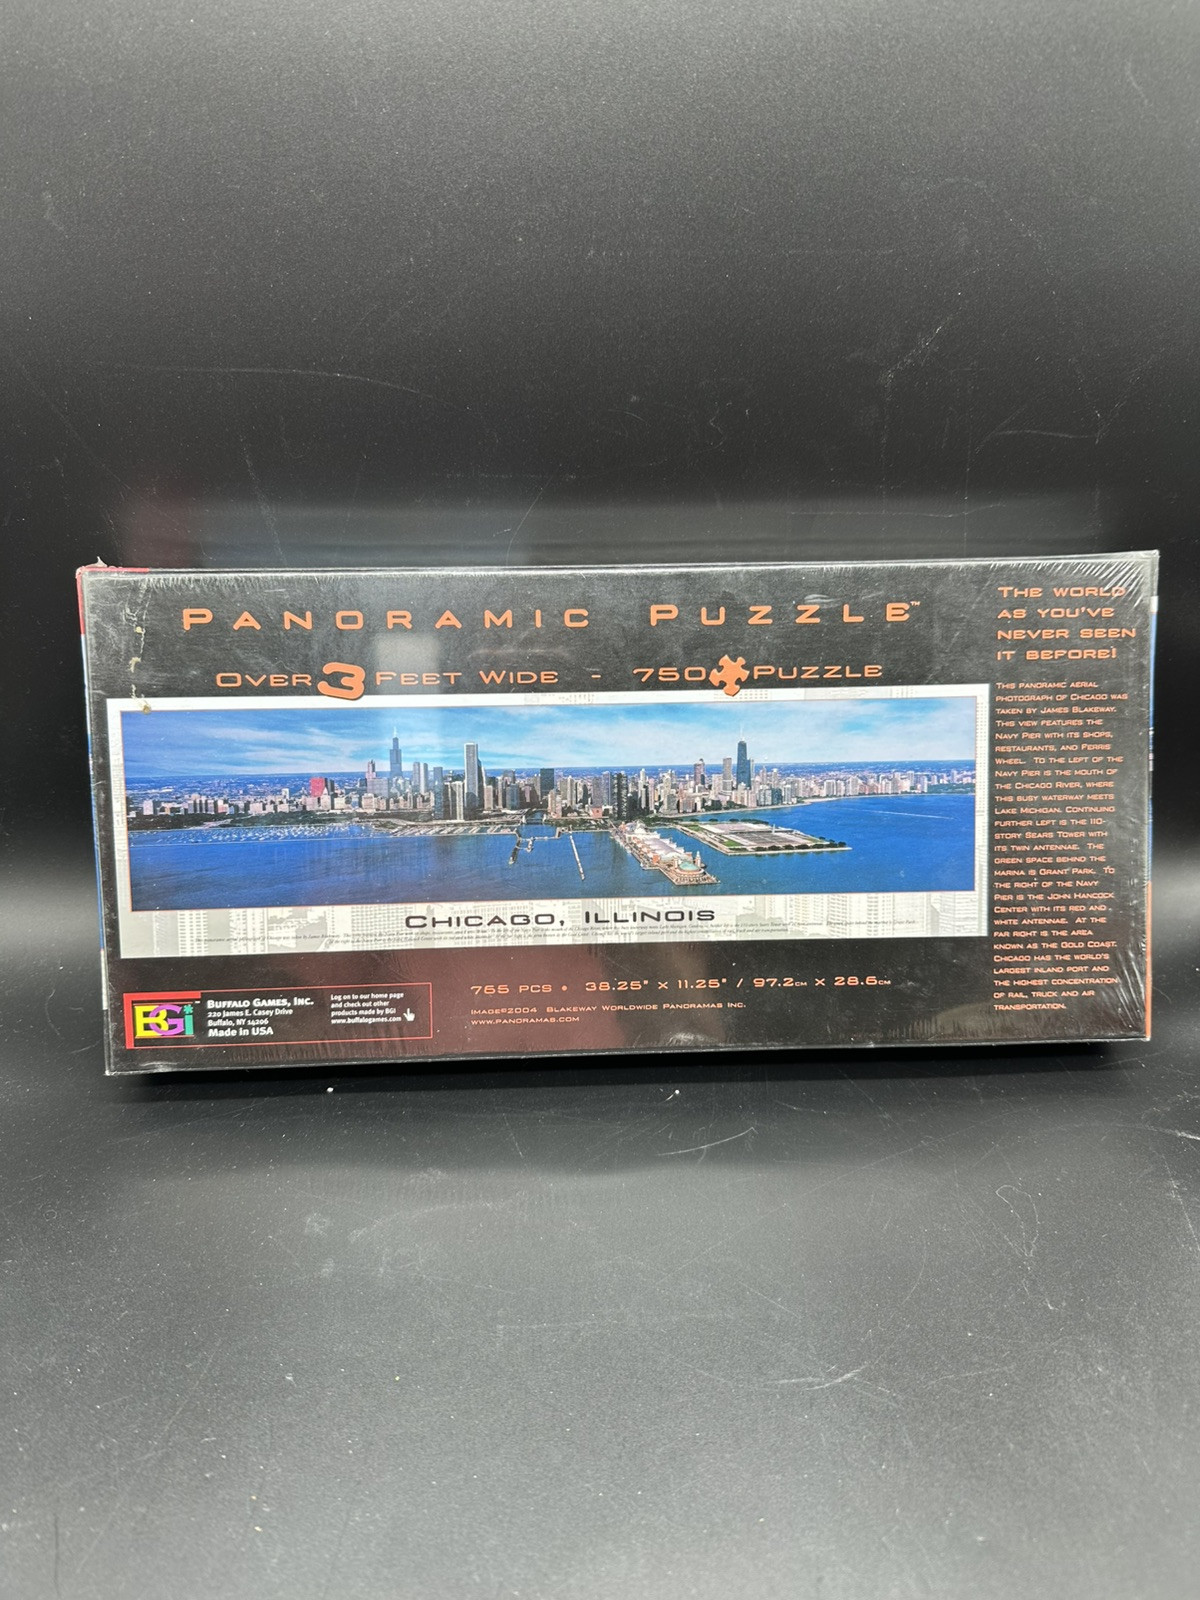 PANORAMIC PUZZLE™
OVER 3 FEET WIDE - 750 PUZZLE
THE WORLD
AS YOU'VE
NEVER SEEN
IT BEFORE!
THIS PANORAMIC AERIAL
PHOTOGRAPH OF CHICAGO WAS
TAKEN BY JAMES BLAKEWAY.
THIS VIEW FEATURES THE
NAVY PIER WITH ITS SHOPS,
RESTAURANTS, AND FERRIS
WHEEL. TO THE LEFT OF THE
NAVY PIER IS THE MOUTH OF
THE CHICAGO RIVER, WHERE
THIS BUSY WATERWAY MEETS
LAKE MICHIGAN. CONTINUING
FURTHER LEFT IS THE 110-
STORY SEARS TOWER WITH
ITS TWIN ANTENNAE. THE
GREEN SPACE BEHIND THE
MARINA IS GRANT PARK. TO
THE RIGHT OF THE NAVY
PIER IS THE JOHN HANCOCK
CENTER WITH ITS RED AND
WHITE ANTENNAE. AT THE
FAR RIGHT IS THE AREA
KNOWN AS THE GOLD COAST.
CHICAGO HAS THE WORLD'S
LARGEST INLAND PORT AND
THE HIGHEST CONCENTRATION
OF RAIL, TRUCK AND AIR
TRANSPORTATION.
CHICAGO, ILLINOIS
765 PCS • 38.25" X 11.25" / 97.2CM X 28.6CM
IMAGE©2004 BLAKEWAY WORLDWIDE PANORAMAS INC.
WWW.PANORAMAS.COM
BGi™
BUFFALO GAMES, INC.
220 James E. Casey Drive
Buffalo, NY 14206
Made in USA
Log on to our home page
and check out other
products made by BGi
www.buffalogames.com